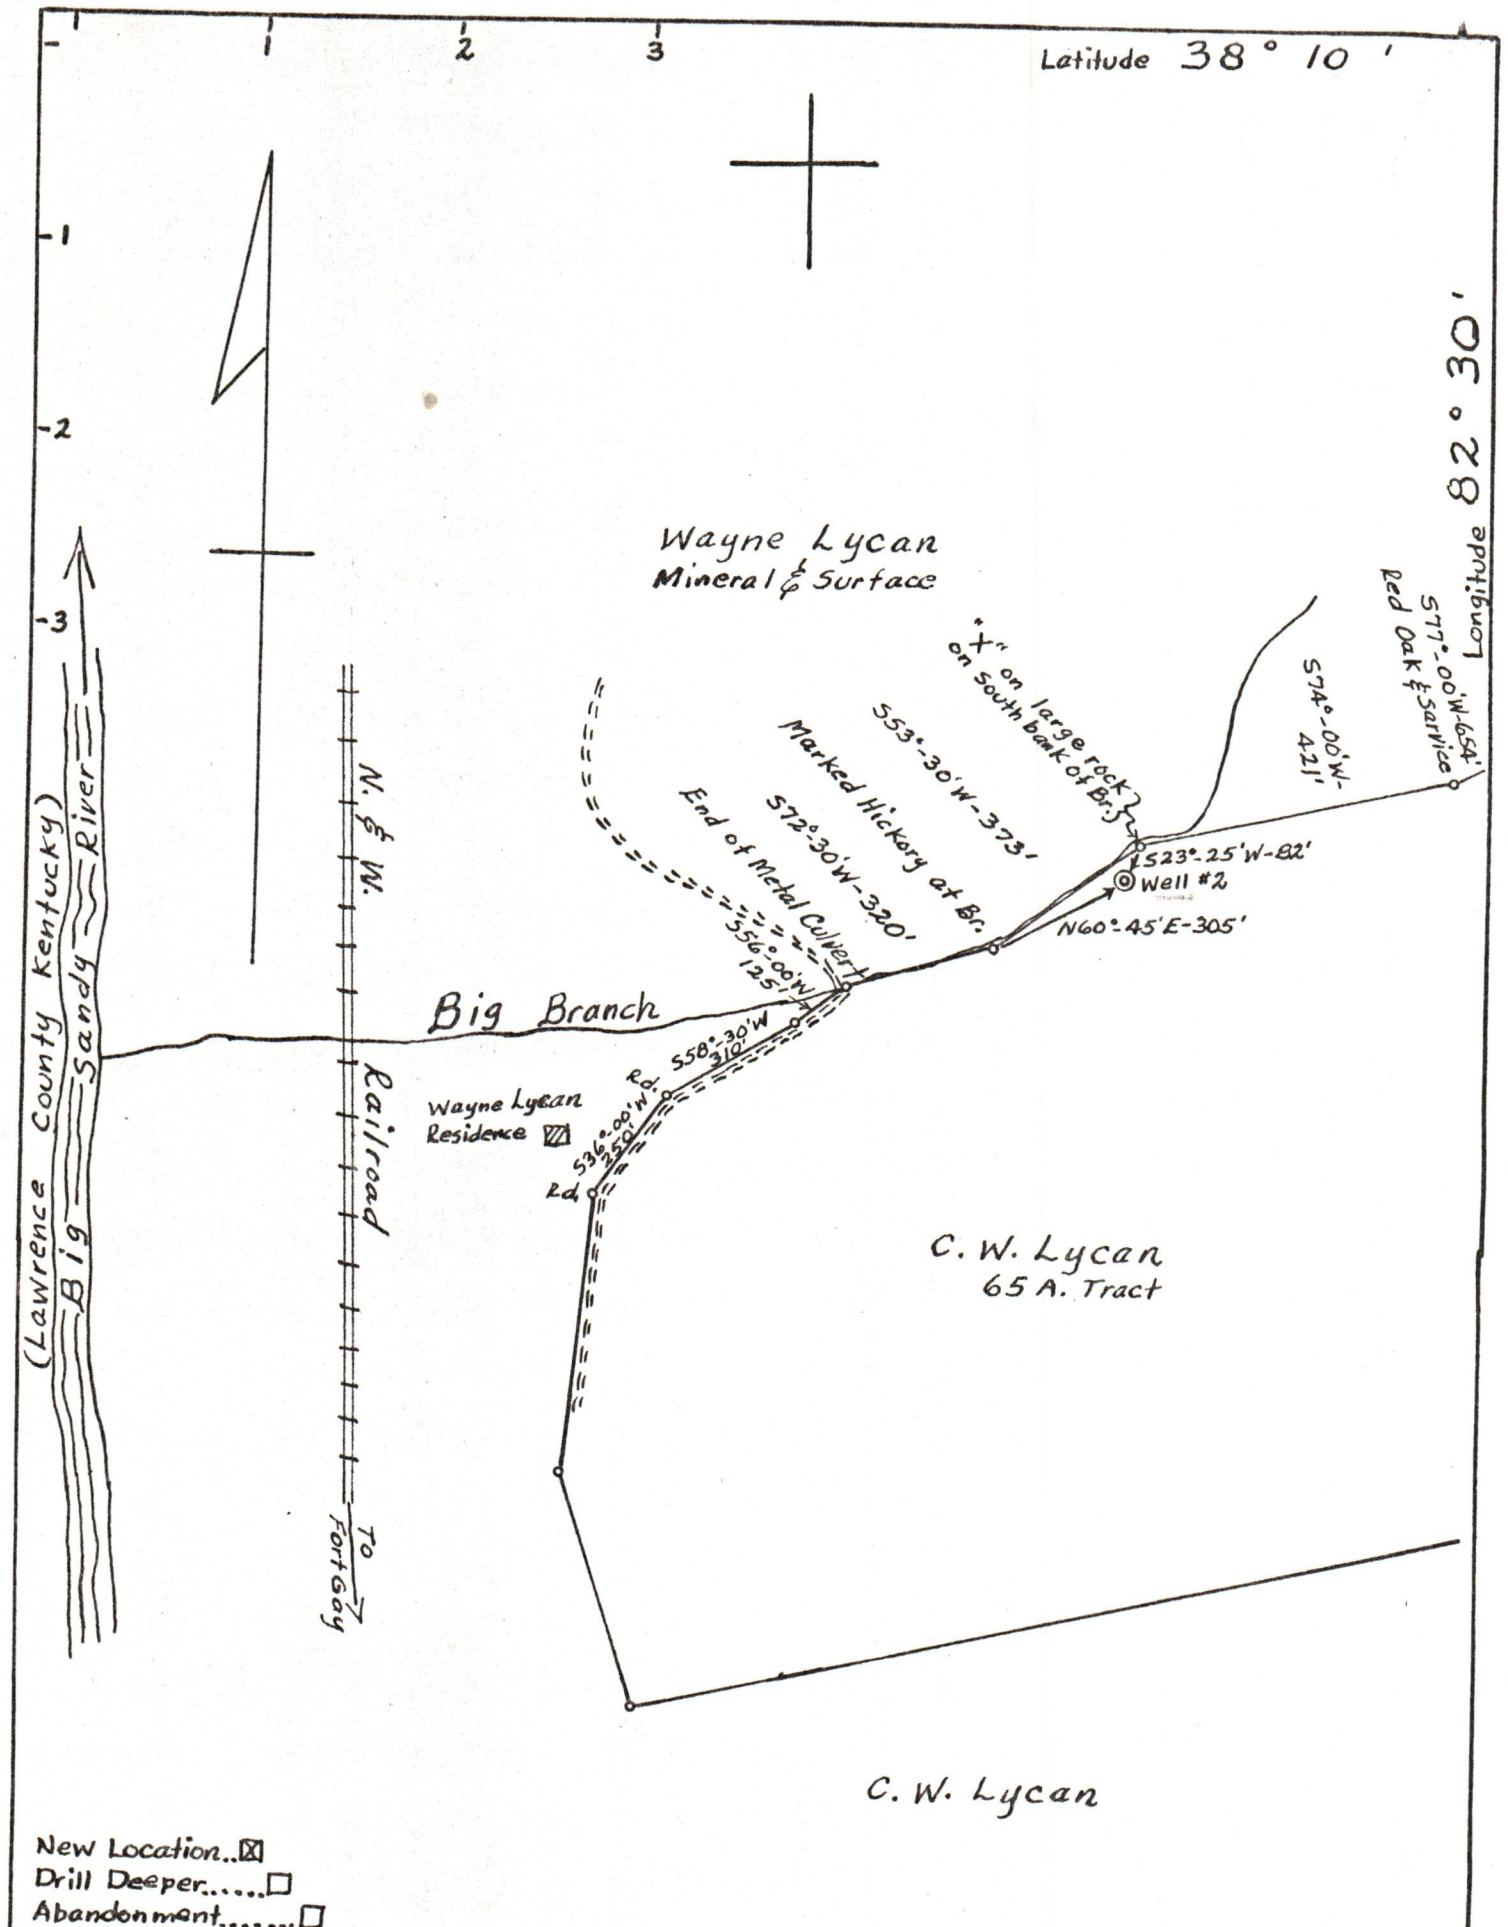 1
2
3
Latitude 38° 10 '
-1
-2
-3
Longitude 82° 30'
Wayne Lycan
Mineral & Surface
"+" on large rock
on south bank of Br.
S53°-30'W-373'
Marked Hickory at Br.
S72°-30'W-320'
End of Metal Culvert
S56°-00'W
125'
S74°-00'W-
421'
S77°-00'W-654'
Red Oak & Sarvice
S23°-25'W-82'
Well #2
N60°-45'E-305'
N. & W.
Railroad
To
Fort Gay
(Lawrence County Kentucky)
Big Sandy River
Big Branch
S58°-30'W
310'
Rd.
Wayne Lycan
Residence
S36°-00'W
250'
Rd.
C. W. Lycan
65 A. Tract
C. W. Lycan
New Location..☒
Drill Deeper......☐
Abandonment.......☐